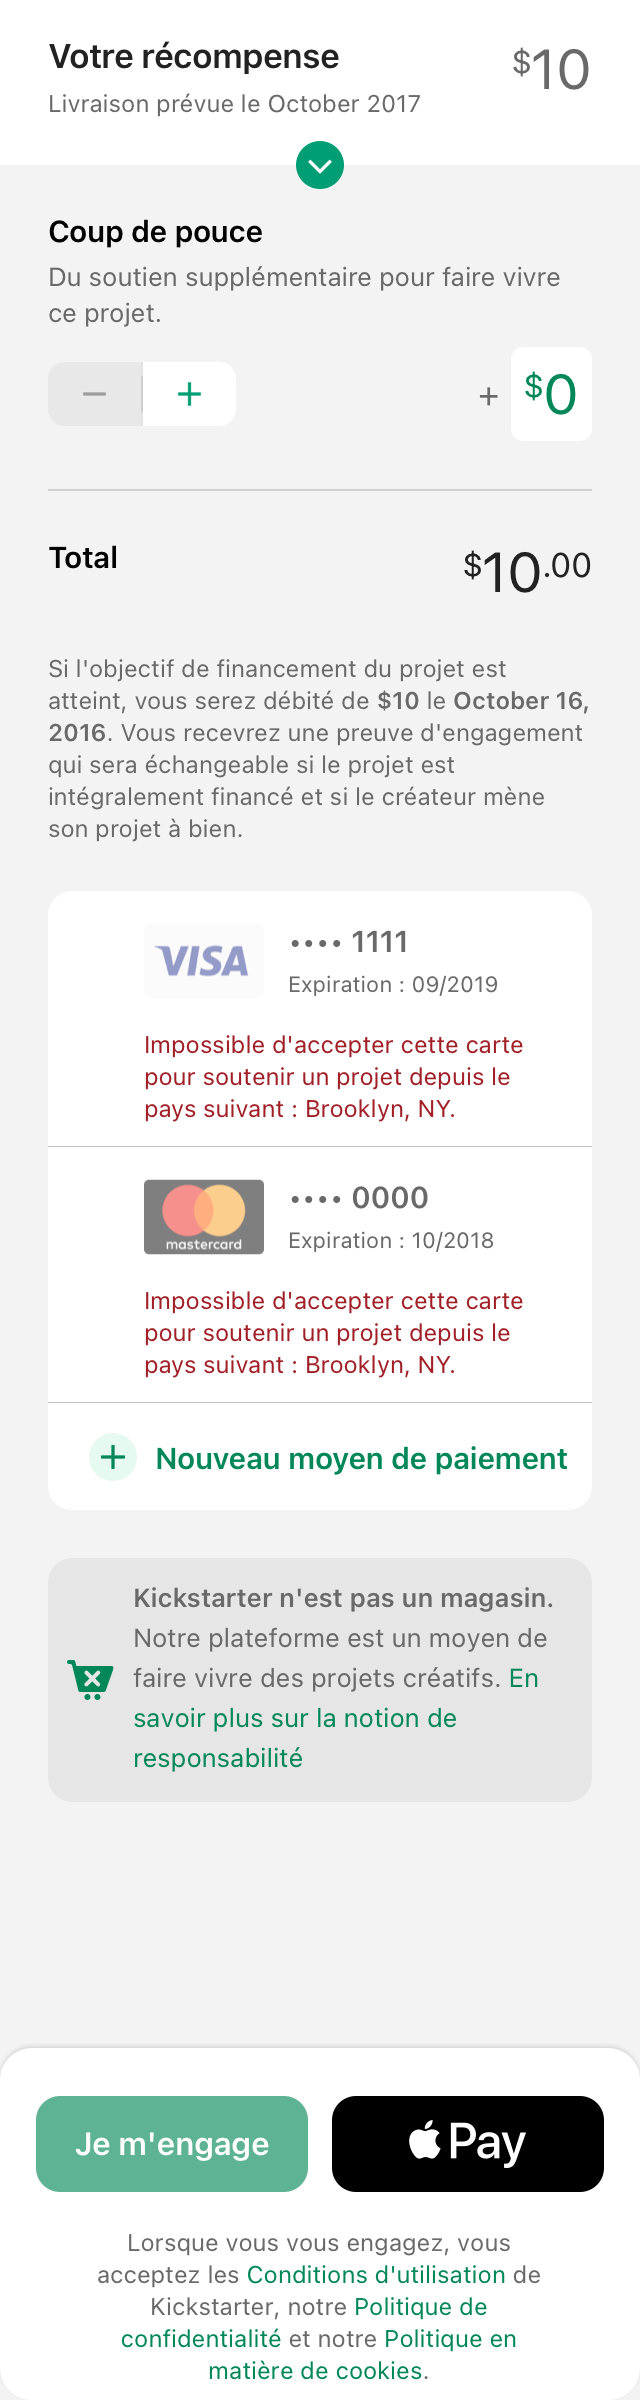 Votre récompense
$10
Livraison prévue le October 2017
Coup de pouce
Du soutien supplémentaire pour faire vivre
ce projet.
− +
+ $0
Total
$10.00
Si l'objectif de financement du projet est
atteint, vous serez débité de $10 le October 16,
2016. Vous recevrez une preuve d'engagement
qui sera échangeable si le projet est
intégralement financé et si le créateur mène
son projet à bien.
VISA
•••• 1111
Expiration : 09/2019
Impossible d'accepter cette carte
pour soutenir un projet depuis le
pays suivant : Brooklyn, NY.
mastercard
•••• 0000
Expiration : 10/2018
Impossible d'accepter cette carte
pour soutenir un projet depuis le
pays suivant : Brooklyn, NY.
+ Nouveau moyen de paiement
Kickstarter n'est pas un magasin.
Notre plateforme est un moyen de
faire vivre des projets créatifs. En
savoir plus sur la notion de
responsabilité
Je m'engage
Pay
Lorsque vous vous engagez, vous
acceptez les Conditions d'utilisation de
Kickstarter, notre Politique de
confidentialité et notre Politique en
matière de cookies.